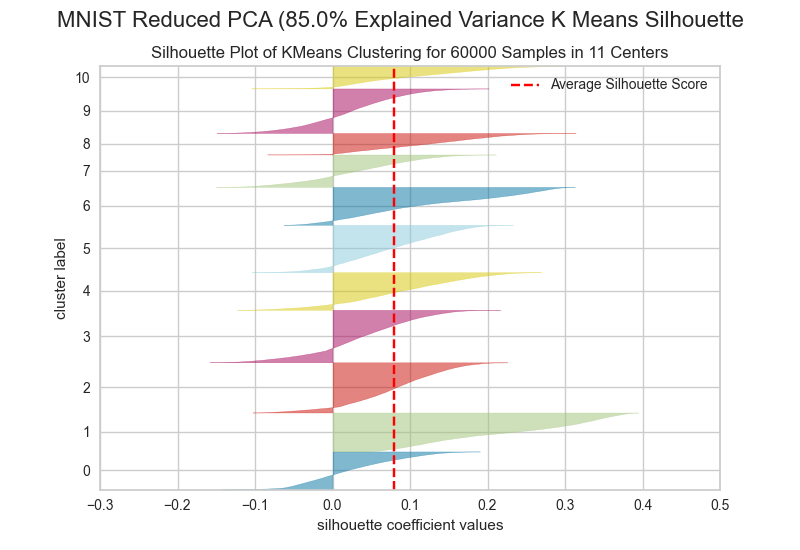 MNIST Reduced PCA (85.0% Explained Variance K Means Silhouette
Silhouette Plot of KMeans Clustering for 60000 Samples in 11 Centers
Average Silhouette Score
10
9
8
7
6
5
4
3
2
1
0
cluster label
−0.3 −0.2 −0.1 0.0 0.1 0.2 0.3 0.4 0.5
silhouette coefficient values